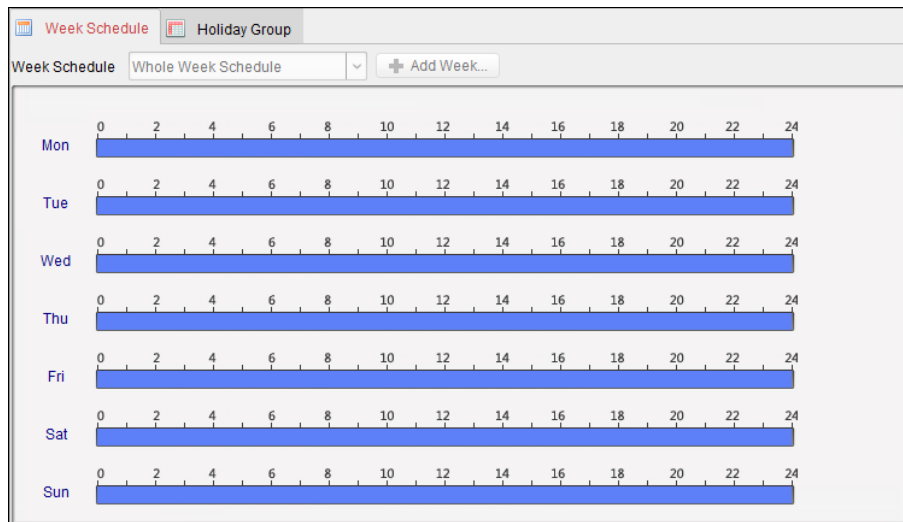 Week Schedule Holiday Group
Week Schedule Whole Week Schedule Add Week...
0 2 4 6 8 10 12 14 16 18 20 22 24
Mon
0 2 4 6 8 10 12 14 16 18 20 22 24
Tue
0 2 4 6 8 10 12 14 16 18 20 22 24
Wed
0 2 4 6 8 10 12 14 16 18 20 22 24
Thu
0 2 4 6 8 10 12 14 16 18 20 22 24
Fri
0 2 4 6 8 10 12 14 16 18 20 22 24
Sat
0 2 4 6 8 10 12 14 16 18 20 22 24
Sun